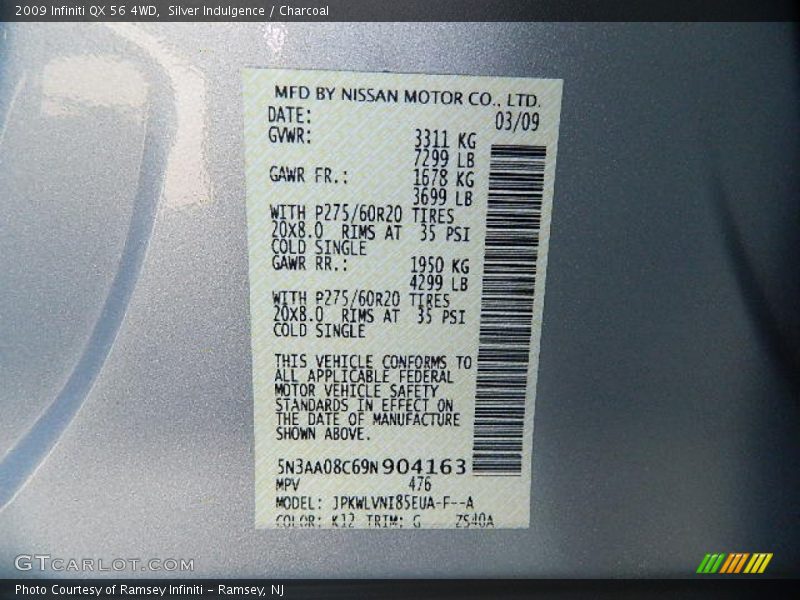 2009 Infiniti QX 56 4WD,  Silver Indulgence / Charcoal
MFD BY NISSAN MOTOR CO., LTD.
DATE: 03/09
GVWR: 3311 KG
7299 LB
GAWR FR.: 1678 KG
3699 LB
WITH P275/60R20 TIRES
20X8.0 RIMS AT 35 PSI
COLD SINGLE
GAWR RR.: 1950 KG
4299 LB
WITH P275/60R20 TIRES
20X8.0 RIMS AT 35 PSI
COLD SINGLE
THIS VEHICLE CONFORMS TO
ALL APPLICABLE FEDERAL
MOTOR VEHICLE SAFETY
STANDARDS IN EFFECT ON
THE DATE OF MANUFACTURE
SHOWN ABOVE.
5N3AA08C69N904163
MPV 476
MODEL: JPKWLVNI85EUA-F--A
COLOR: K12 TRIM: G ZS40A
GTCARLOT.COM
Photo Courtesy of Ramsey Infiniti - Ramsey, NJ